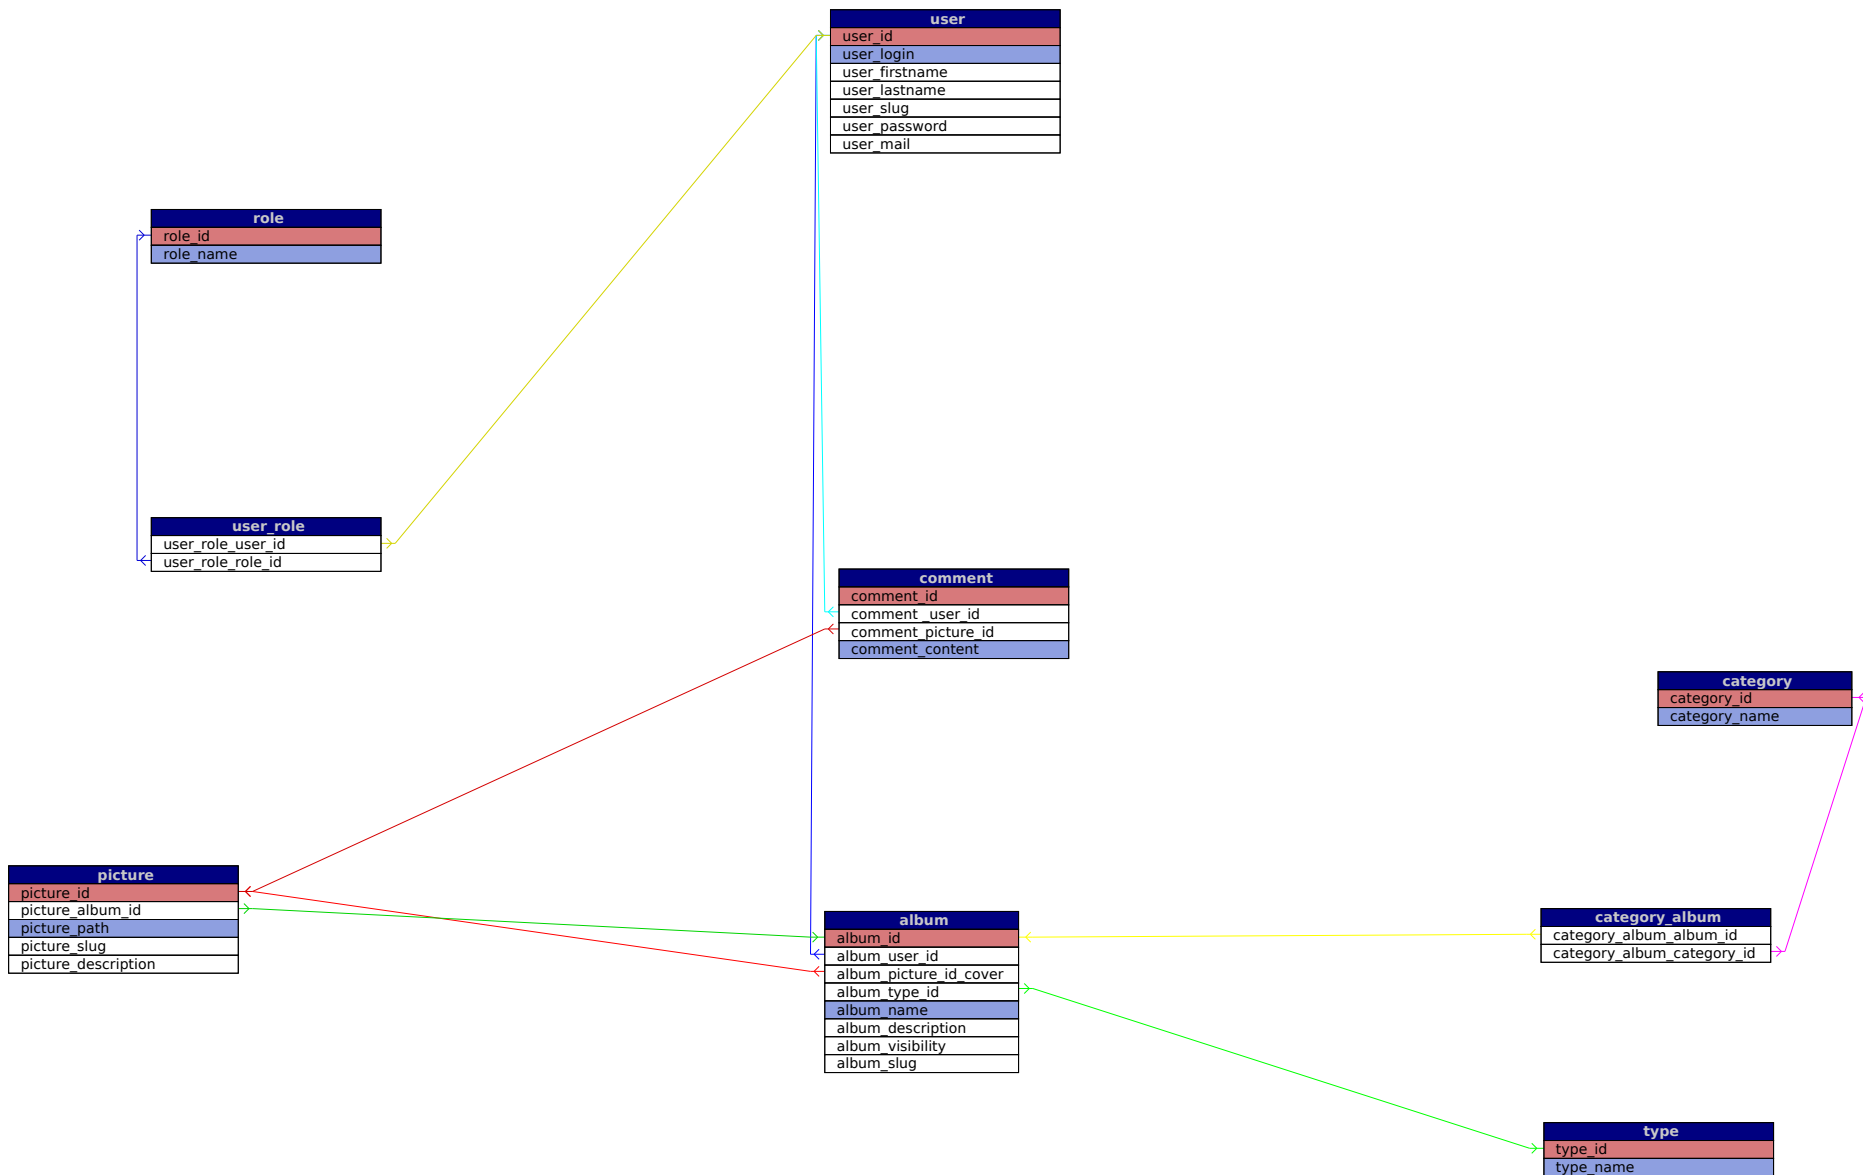 user
user_id
user_login
user_firstname
user_lastname
user_slug
user_password
user_mail
role
role_id
role_name
user_role
user_role_user_id
user_role_role_id
comment
comment_id
comment _user_id
comment_picture_id
comment_content
category
category_id
category_name
picture
picture_id
picture_album_id
picture_path
picture_slug
picture_description
album
album_id
album_user_id
album_picture_id_cover
album_type_id
album_name
album_description
album_visibility
album_slug
category_album
category_album_album_id
category_album_category_id
type
type_id
type_name